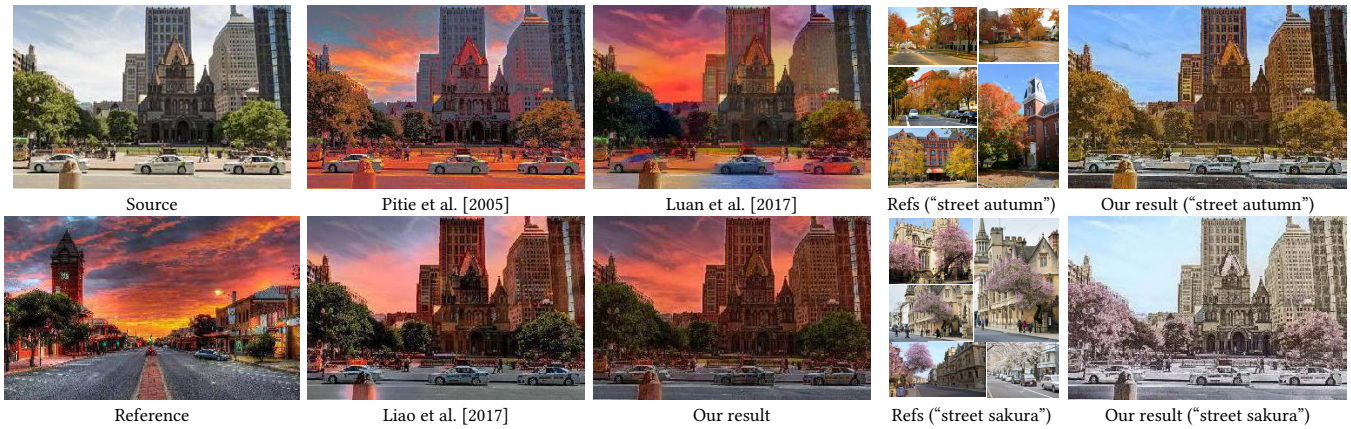 Source
Pitie et al. [2005]
Luan et al. [2017]
Refs (“street autumn”)
Our result (“street autumn”)
Reference
Liao et al. [2017]
Our result
Refs (“street sakura”)
Our result (“street sakura”)